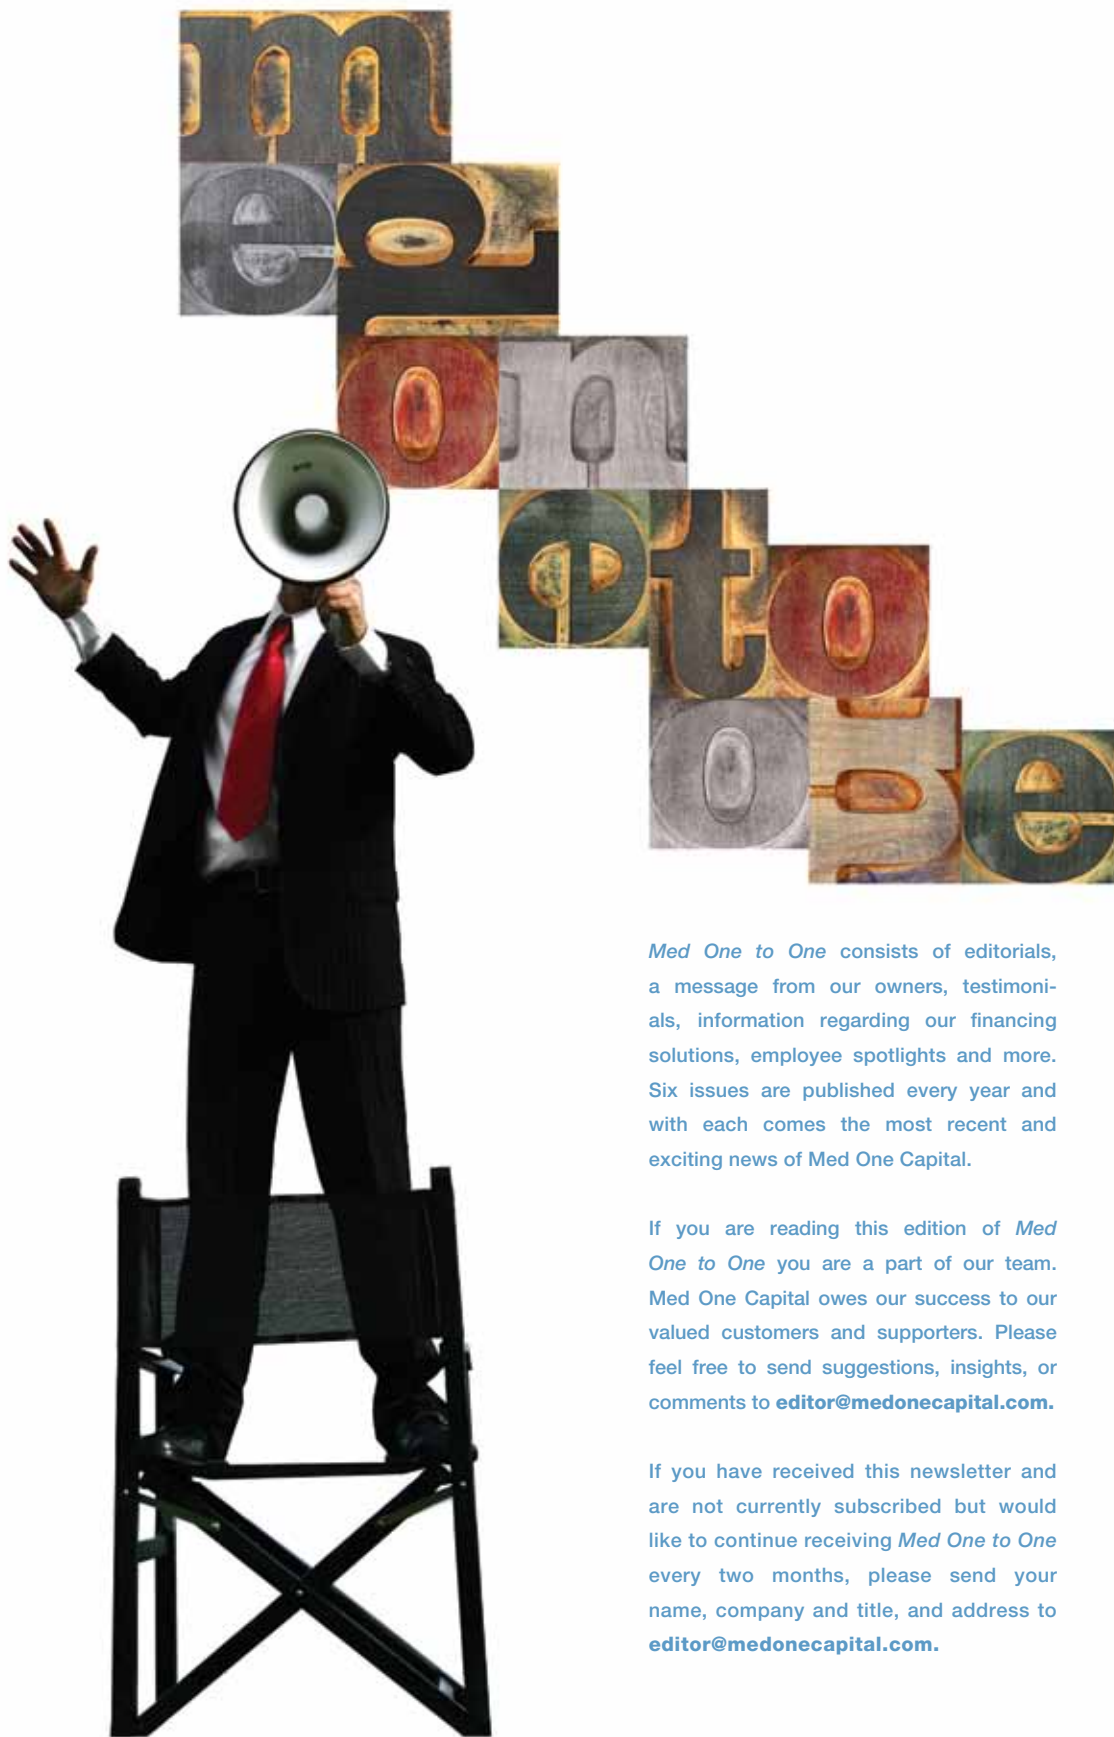 m
ed
on
eto
one
Med One to One consists of editorials,
a message from our owners, testimoni-
als, information regarding our financing
solutions, employee spotlights and more.
Six issues are published every year and
with each comes the most recent and
exciting news of Med One Capital.
If you are reading this edition of Med
One to One you are a part of our team.
Med One Capital owes our success to our
valued customers and supporters. Please
feel free to send suggestions, insights, or
comments to editor@medonecapital.com.
If you have received this newsletter and
are not currently subscribed but would
like to continue receiving Med One to One
every two months, please send your
name, company and title, and address to
editor@medonecapital.com.